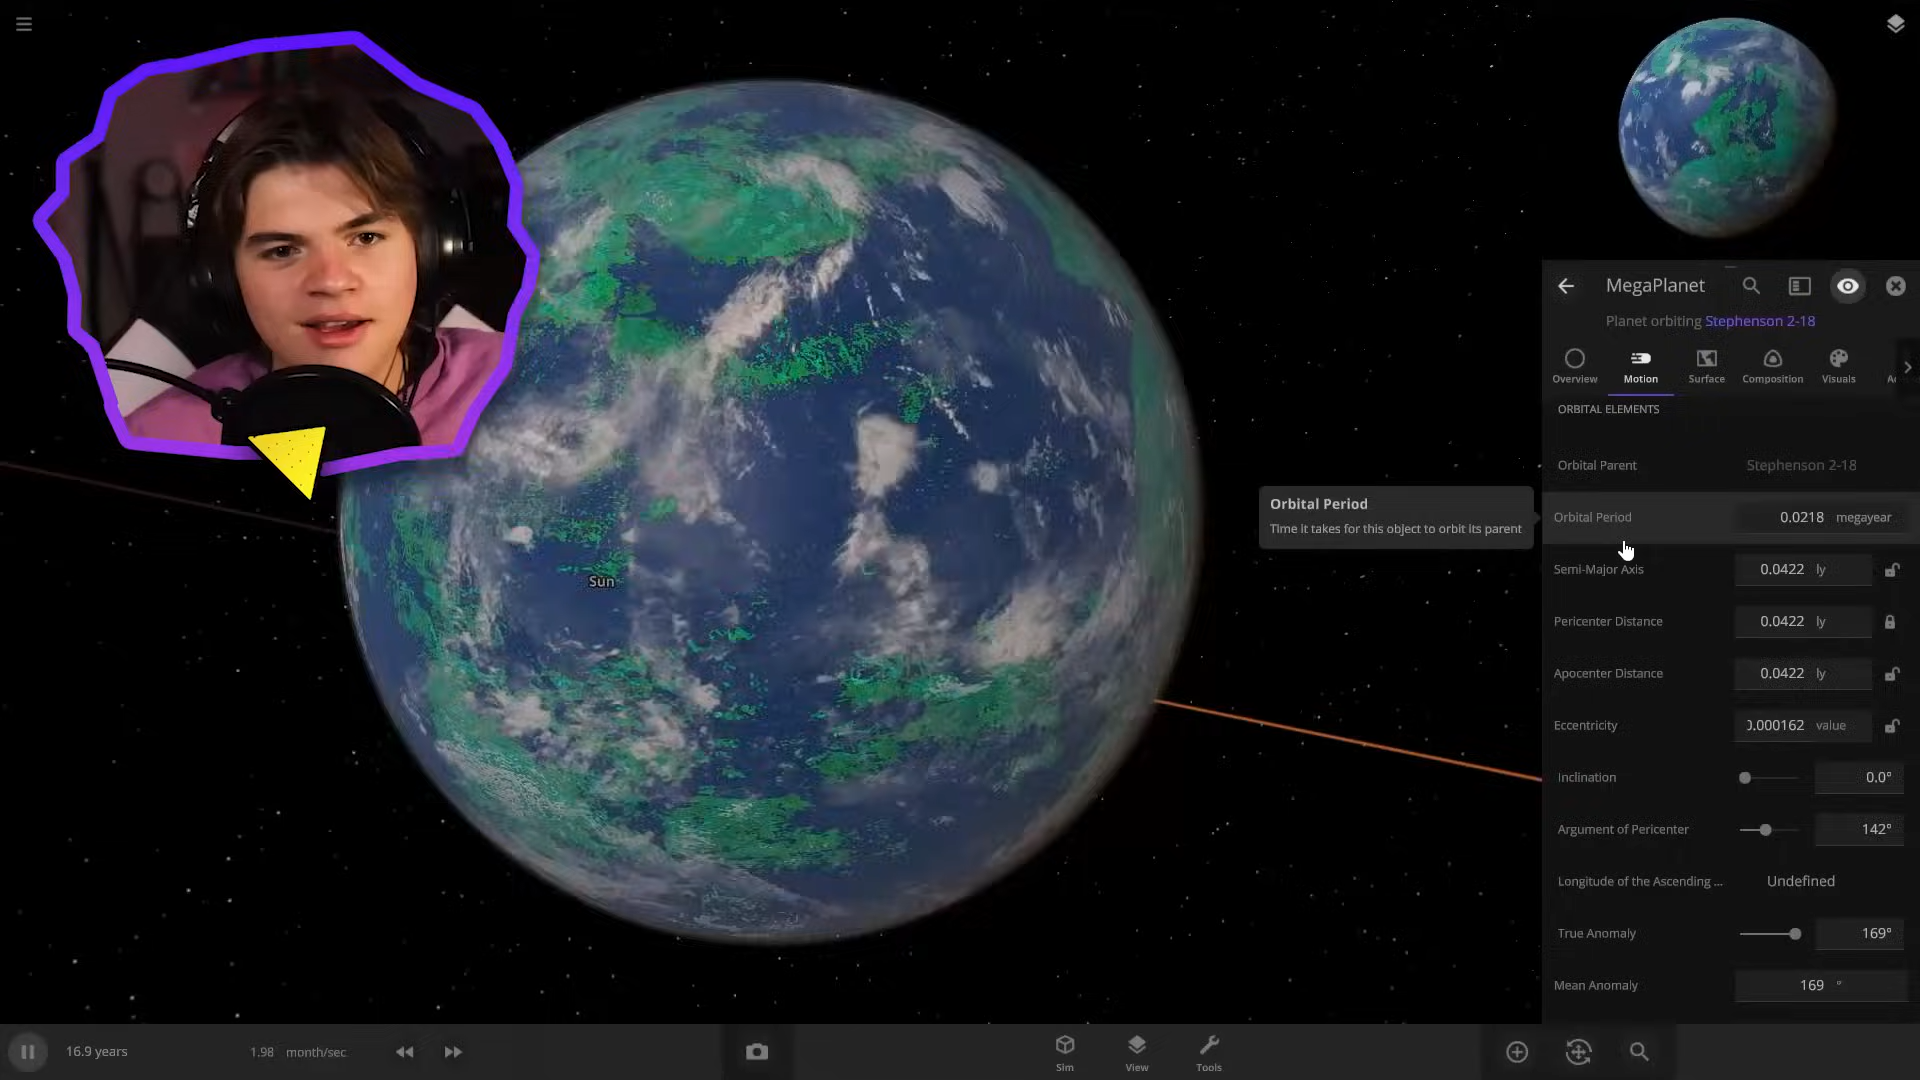 MegaPlanet
Planet orbiting Stephenson 2-18
Overview
Motion
Surface
Composition
Visuals
ORBITAL ELEMENTS
Orbital Parent
Stephenson 2-18
Orbital Period
Time it takes for this object to orbit its parent
Orbital Period
0.0218 megayear
Semi-Major Axis
0.0422 ly
Pericenter Distance
0.0422 ly
Apocenter Distance
0.0422 ly
Eccentricity
0.000162 value
Inclination
0.0°
Argument of Pericenter
142°
Longitude of the Ascending ...
Undefined
True Anomaly
169°
Mean Anomaly
169 °
Sun
16.9 years
1.98 month/sec
Sim
View
Tools